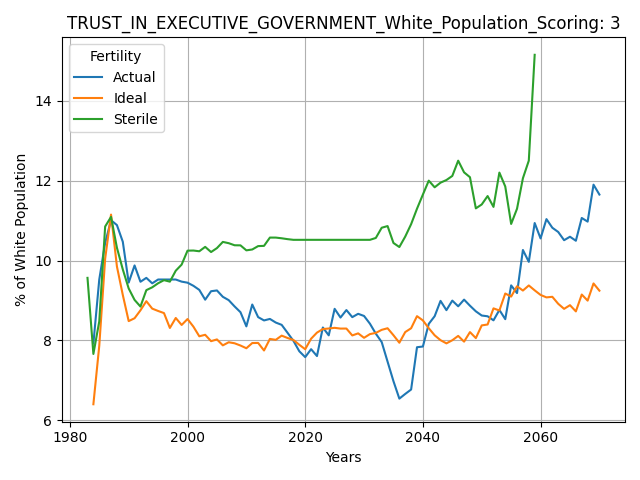 TRUST_IN_EXECUTIVE_GOVERNMENT_White_Population_Scoring: 3
Fertility
Actual
Ideal
Sterile
% of White Population
14
12
10
8
6
1980
2000
2020
2040
2060
Years